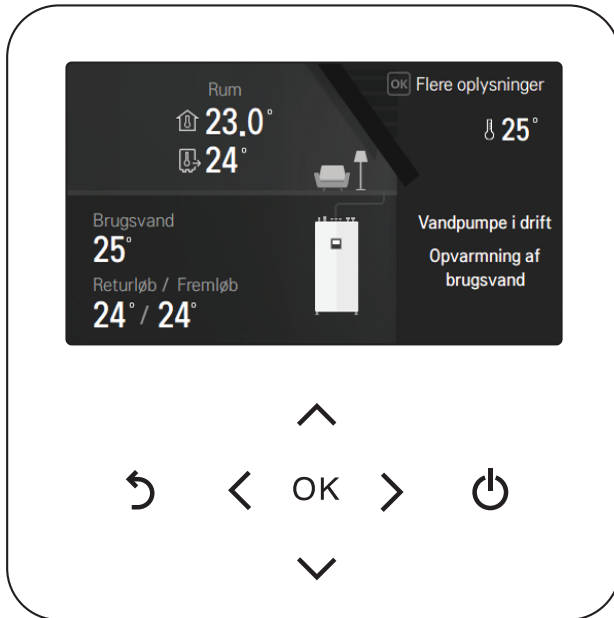 Rum
23.0°
24°
OK Flere oplysninger
25°
Brugsvand
25°
Returløb / Fremløb
24° / 24°
Vandpumpe i drift
Opvarmning af
brugsvand
OK